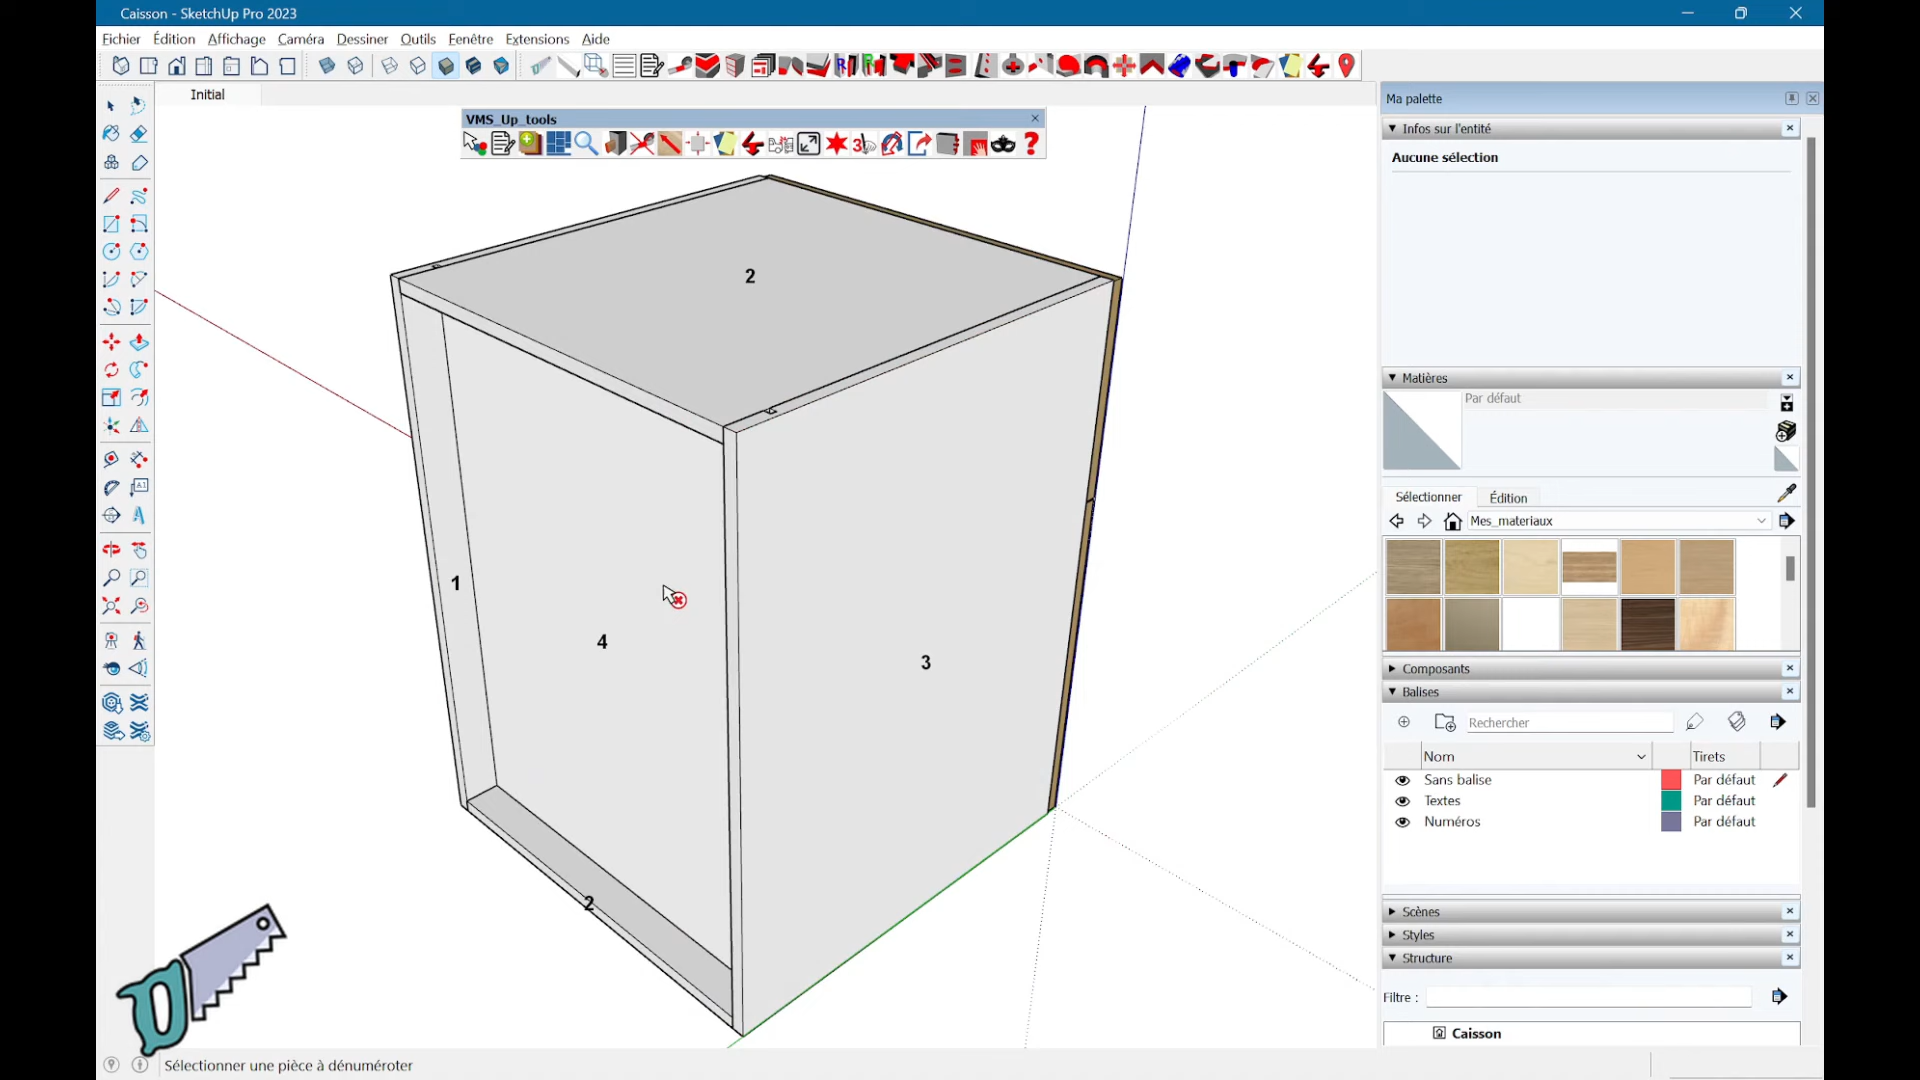 Caisson - SketchUp Pro 2023
Fichier Édition Affichage Caméra Dessiner Outils Fenêtre Extensions Aide
Initial
VMS_Up_tools
2
1
4
3
2
Ma palette
Infos sur l'entité
Aucune sélection
Matières
Par défaut
Sélectionner Édition
Mes_materiaux
Composants
Balises
Rechercher
Nom Tirets
Sans balise Par défaut
Textes Par défaut
Numéros Par défaut
Scènes
Styles
Structure
Filtre :
Caisson
Sélectionner une pièce à dénuméroter